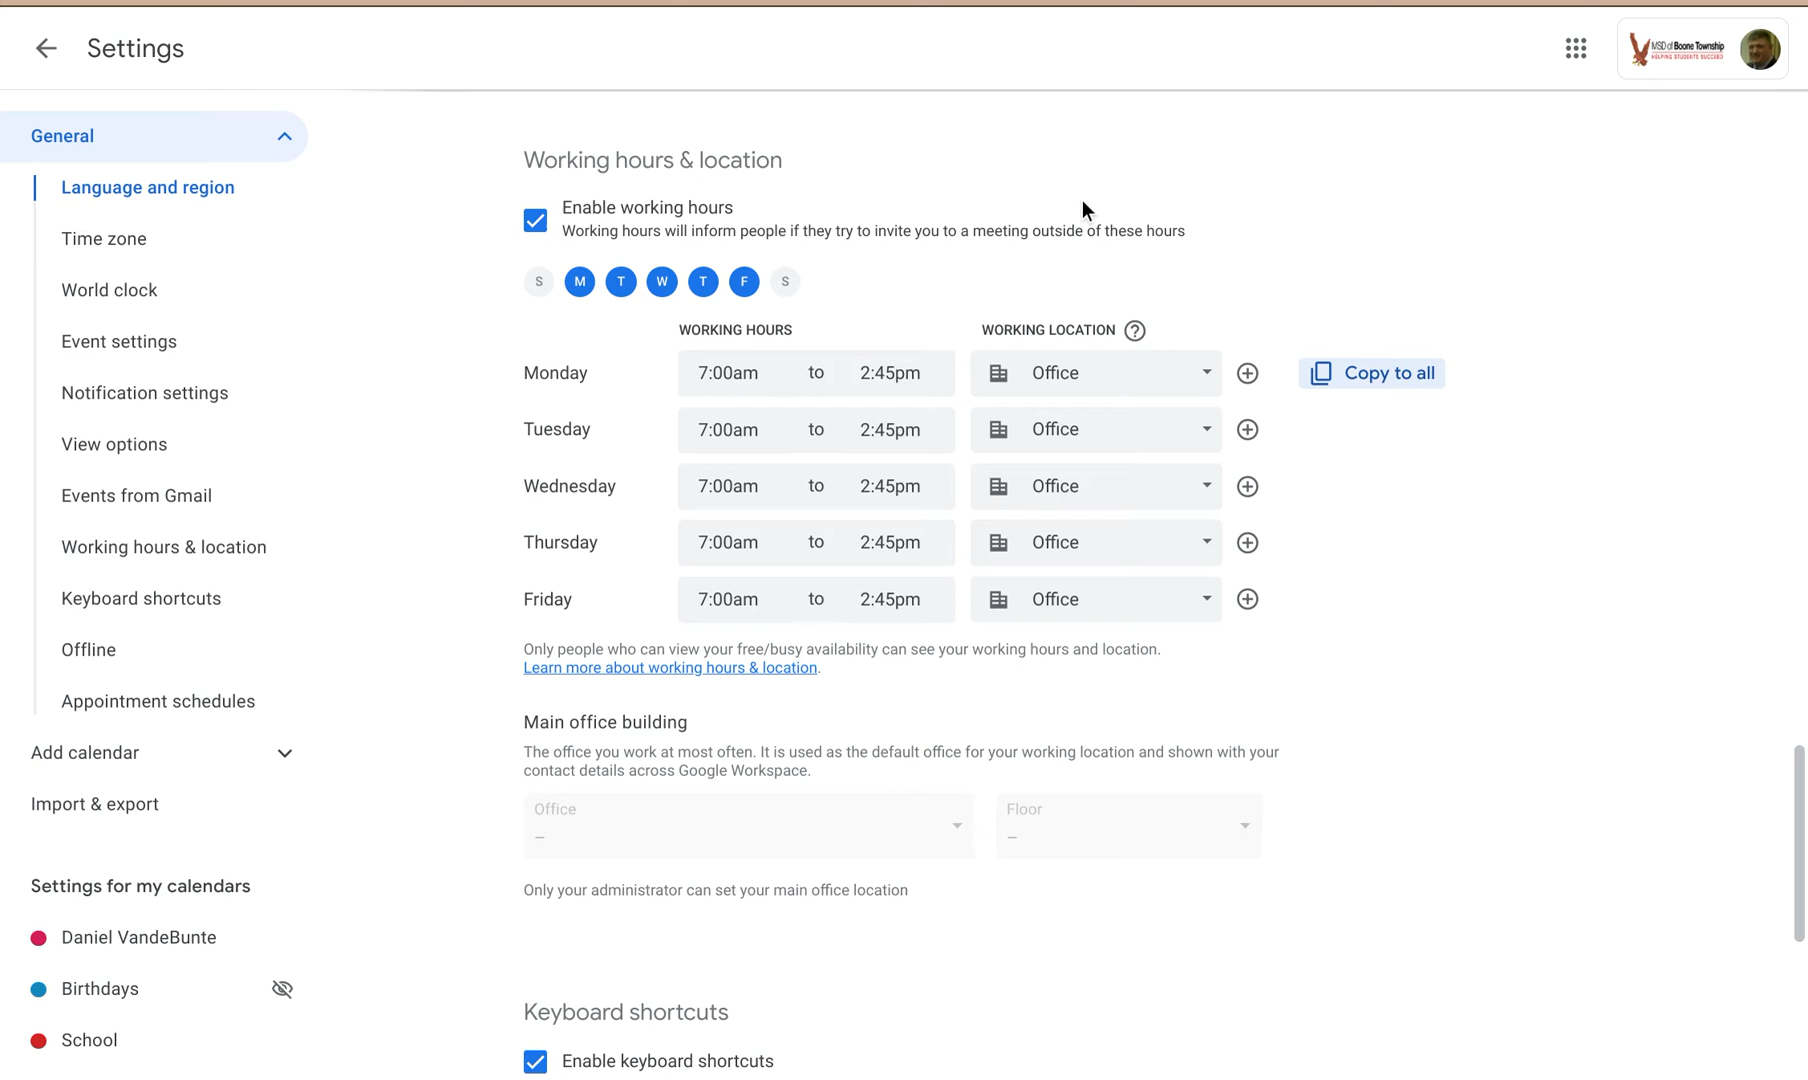 Settings
MSD of Boone Township
HELPING STUDENTS SUCCEED
General
Language and region
Time zone
World clock
Event settings
Notification settings
View options
Events from Gmail
Working hours & location
Keyboard shortcuts
Offline
Appointment schedules
Add calendar
Import & export
Settings for my calendars
Daniel VandeBunte
Birthdays
School
Working hours & location
Enable working hours
Working hours will inform people if they try to invite you to a meeting outside of these hours
S M T W T F S
WORKING HOURS WORKING LOCATION ?
Monday 7:00am to 2:45pm Office Copy to all
Tuesday 7:00am to 2:45pm Office
Wednesday 7:00am to 2:45pm Office
Thursday 7:00am to 2:45pm Office
Friday 7:00am to 2:45pm Office
Only people who can view your free/busy availability can see your working hours and location.
Learn more about working hours & location.
Main office building
The office you work at most often. It is used as the default office for your working location and shown with your
contact details across Google Workspace.
Office Floor
– –
Only your administrator can set your main office location
Keyboard shortcuts
Enable keyboard shortcuts